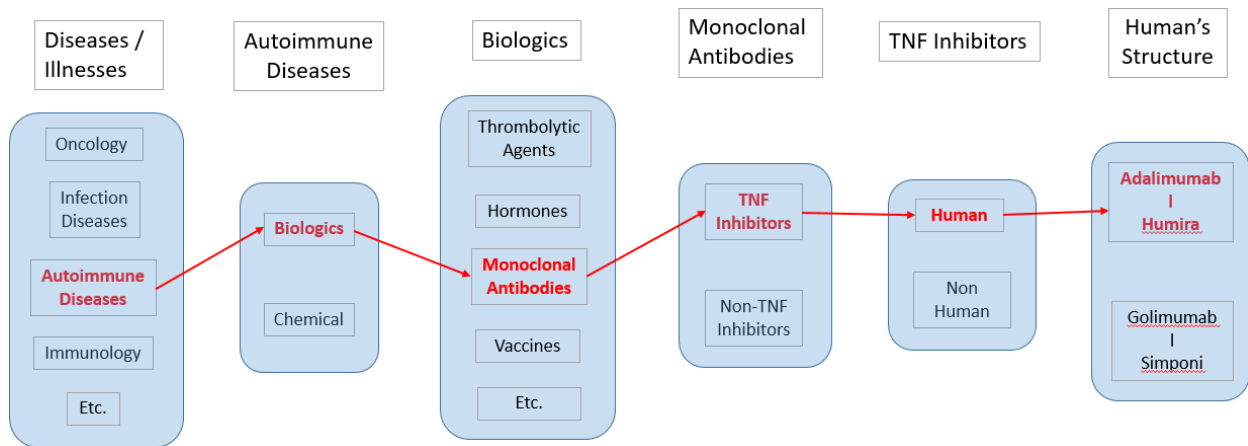 Diseases /
Illnesses
Autoimmune
Diseases
Biologics
Monoclonal
Antibodies
TNF Inhibitors
Human's
Structure
Oncology
Infection
Diseases
Autoimmune
Diseases
Immunology
Etc.
Biologics
Chemical
Thrombolytic
Agents
Hormones
Monoclonal
Antibodies
Vaccines
Etc.
TNF
Inhibitors
Non-TNF
Inhibitors
Human
Non
Human
Adalimumab
I
Humira
Golimumab
I
Simponi